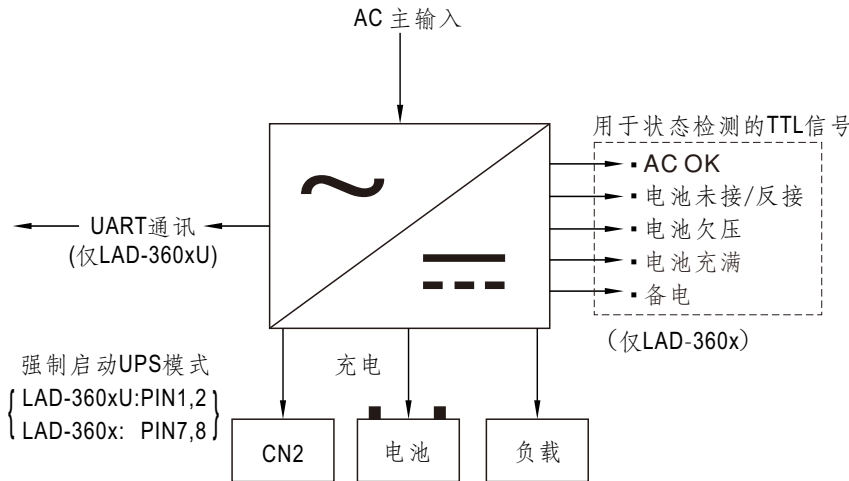 AC 主输入
用于状态检测的TTL信号
▪ AC OK
▪ 电池未接/反接
▪ 电池欠压
▪ 电池充满
▪ 备电
(仅LAD-360x)
UART通讯
(仅LAD-360xU)
强制启动UPS模式
LAD-360xU:PIN1,2
LAD-360x: PIN7,8
充电
CN2
电池
负载